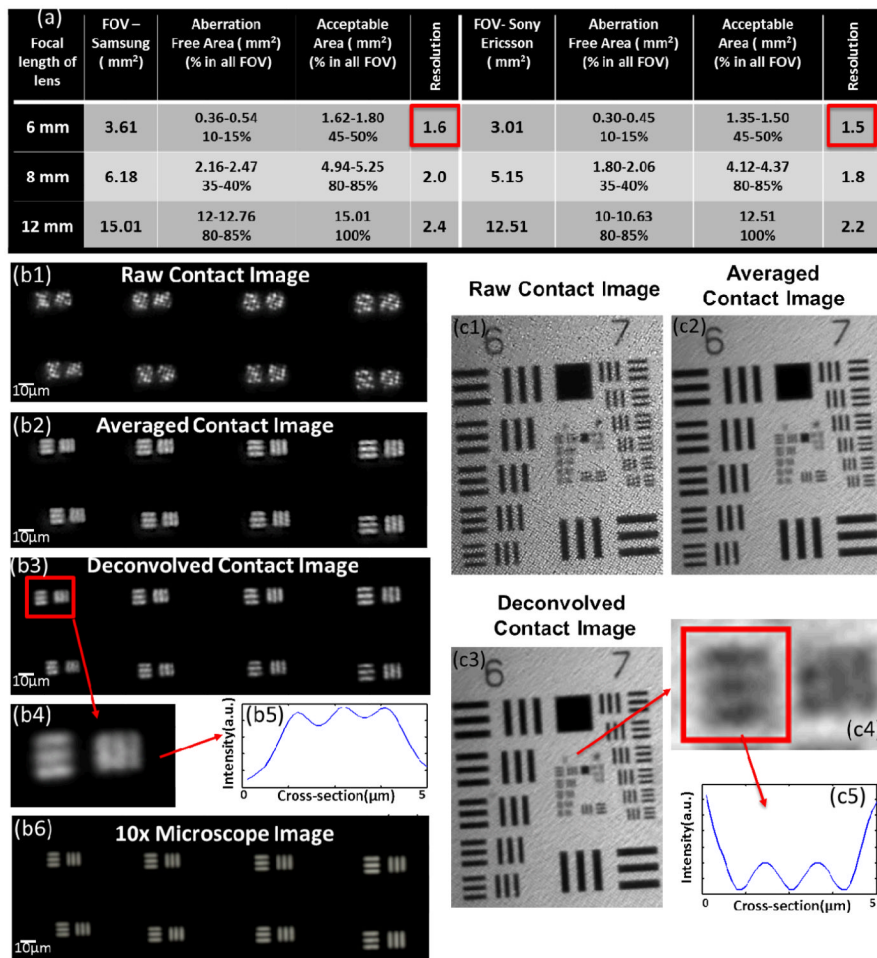 (a)
Focal
length of
lens
FOV –
Samsung
( mm²)
Aberration
Free Area ( mm²)
(% in all FOV)
Acceptable
Area ( mm²)
(% in all FOV)
Resolution
FOV- Sony
Ericsson
(mm²)
Aberration
Free Area ( mm²)
(% in all FOV)
Acceptable
Area ( mm²)
(% in all FOV)
Resolution
6 mm
3.61
0.36-0.54
10-15%
1.62-1.80
45-50%
1.6
3.01
0.30-0.45
10-15%
1.35-1.50
45-50%
1.5
8 mm
6.18
2.16-2.47
35-40%
4.94-5.25
80-85%
2.0
5.15
1.80-2.06
35-40%
4.12-4.37
80-85%
1.8
12 mm
15.01
12-12.76
80-85%
15.01
100%
2.4
12.51
10-10.63
80-85%
12.51
100%
2.2
(b1)
Raw Contact Image
10μm
(b2)
Averaged Contact Image
10μm
(b3)
Deconvolved Contact Image
10μm
(b4)
(b5)
Intensity(a.u.)
0
5
Cross-section(μm)
(b6)
10x Microscope Image
10μm
Raw Contact Image
(c1)
6
7
Averaged
Contact Image
(c2)
6
7
Deconvolved
Contact Image
(c3)
6
7
(c4)
(c5)
Intensity(a.u.)
0
5
Cross-section(μm)